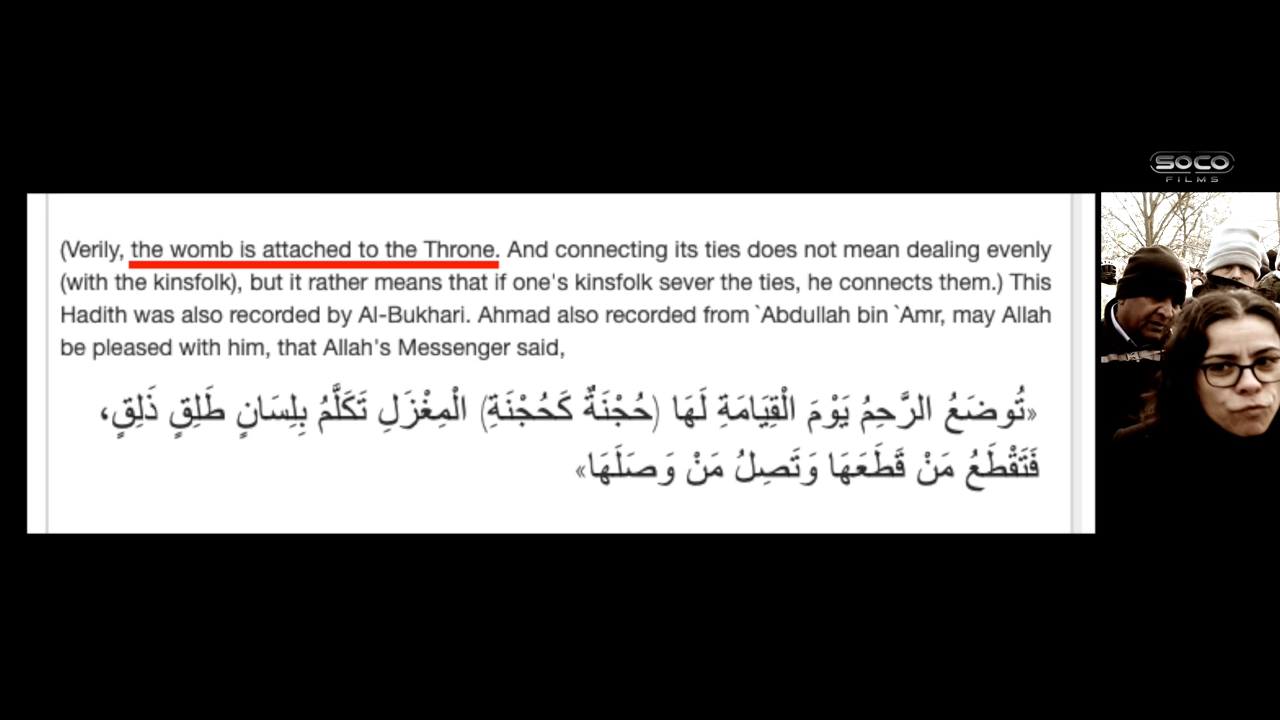 SOCO
FILMS
(Verily, the womb is attached to the Throne. And connecting its ties does not mean dealing evenly
(with the kinsfolk), but it rather means that if one's kinsfolk sever the ties, he connects them.) This
Hadith was also recorded by Al-Bukhari. Ahmad also recorded from `Abdullah bin `Amr, may Allah
be pleased with him, that Allah's Messenger said,
«تُوضَعُ الرَّحِمُ يَوْمَ الْقِيَامَةِ لَهَا (حُجْنَةٌ كَحُجْنَةِ) الْمِغْزَلِ تَكَلَّمُ بِلِسَانٍ طَلِقٍ ذَلِقٍ،
فَتَقْطَعُ مَنْ قَطَعَهَا وَتَصِلُ مَنْ وَصَلَهَا»